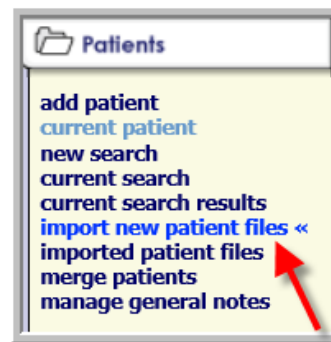 Patients
add patient
current patient
new search
current search
current search results
import new patient files «
imported patient files
merge patients
manage general notes